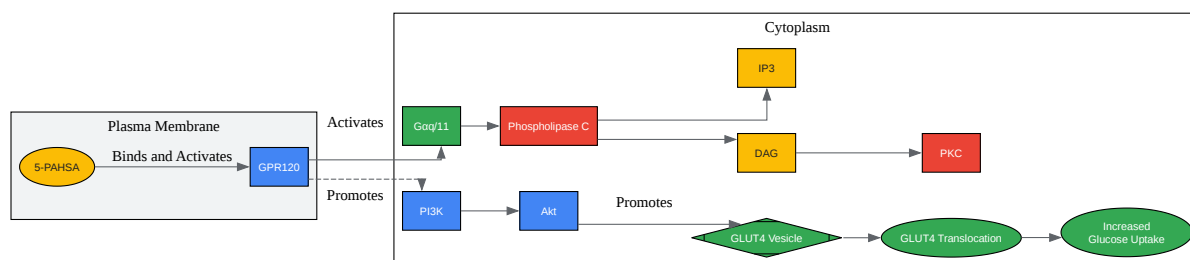 Cytoplasm
IP3
Plasma Membrane
Activates
Gαq/11
Phospholipase C
Binds and Activates
5-PAHSA
GPR120
DAG
PKC
Promotes
PI3K
Akt
Promotes
GLUT4 Vesicle
GLUT4 Translocation
Increased
Glucose Uptake